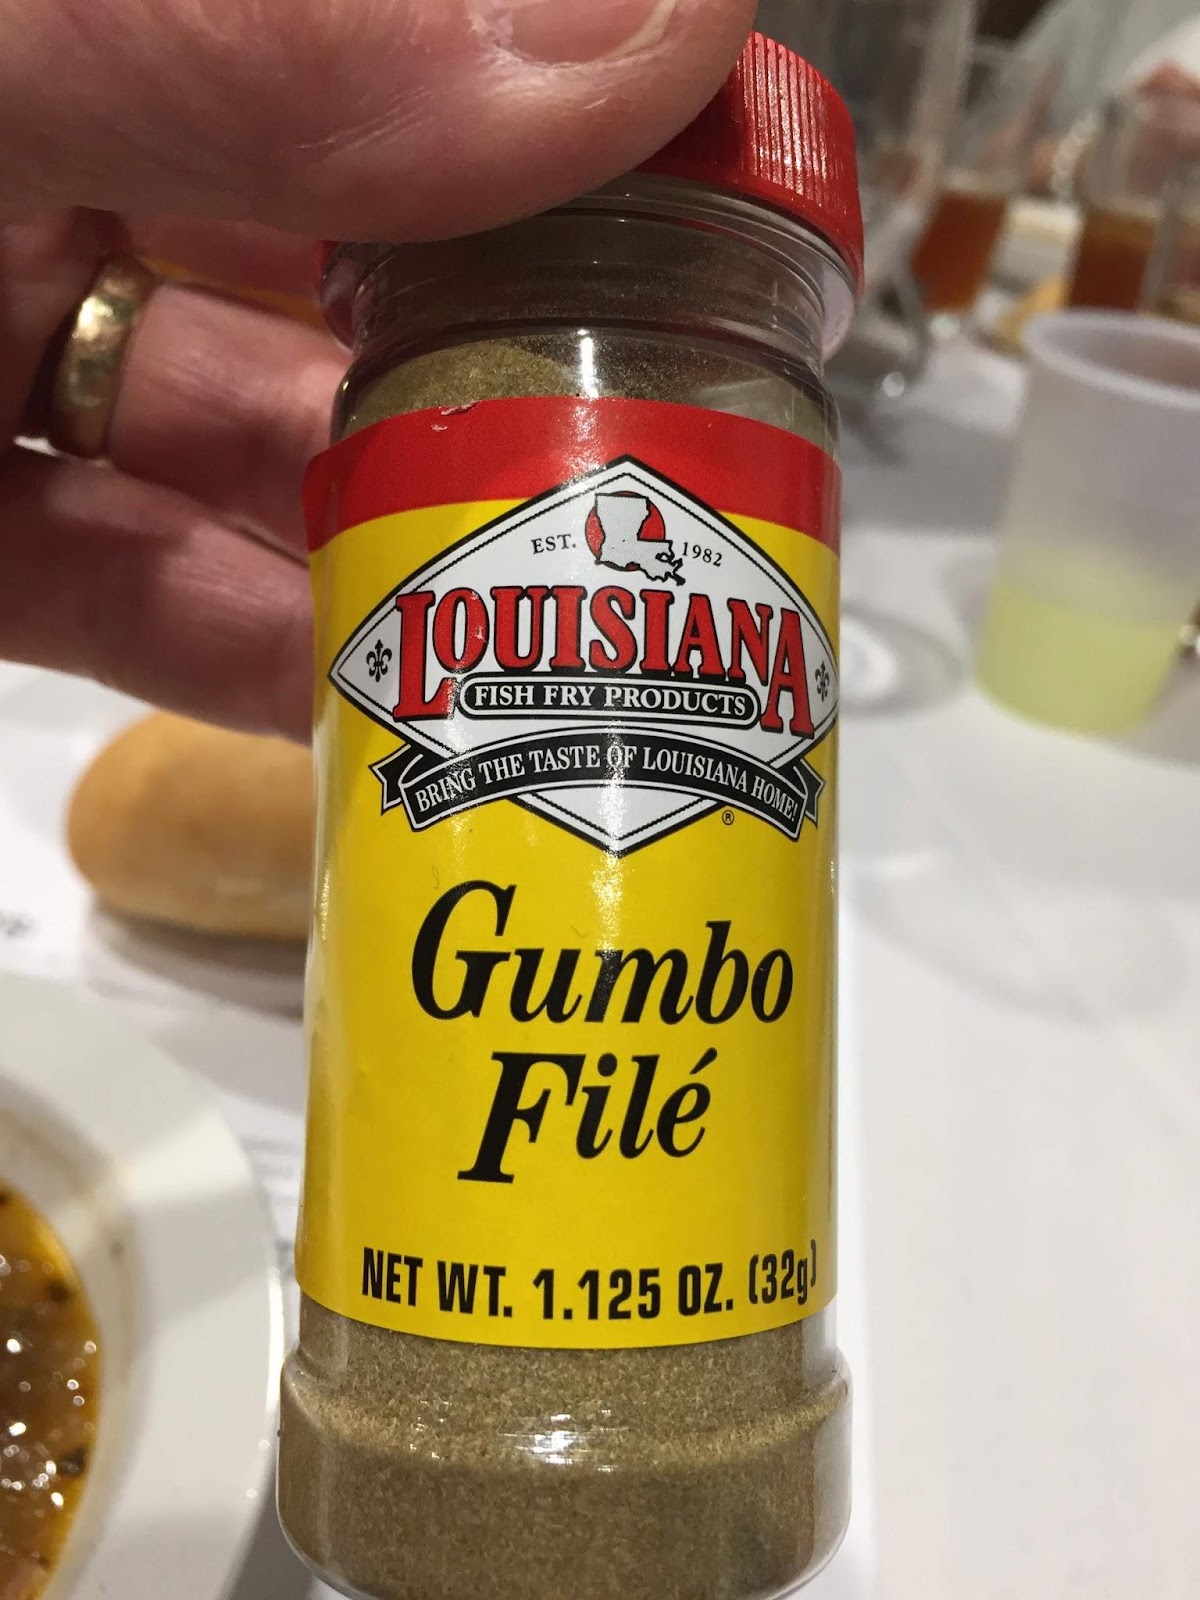 EST. 1982
LOUISIANA
FISH FRY PRODUCTS
BRING THE TASTE OF LOUISIANA HOME!
®
Gumbo
Filé
NET WT. 1.125 OZ. (32g)